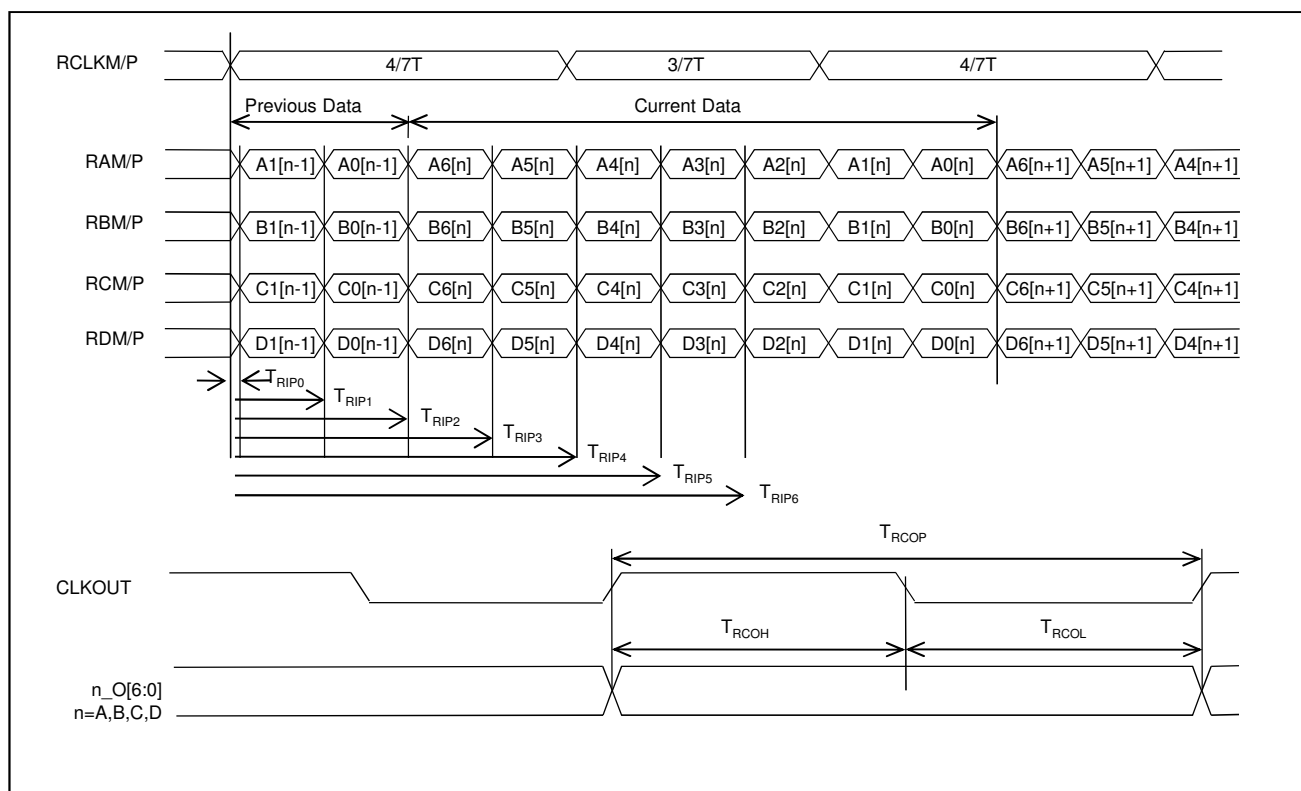 RCLKM/P 4/7T 3/7T 4/7T
Previous Data Current Data
RAM/P A1[n-1] A0[n-1] A6[n] A5[n] A4[n] A3[n] A2[n] A1[n] A0[n] A6[n+1] A5[n+1] A4[n+1]
RBM/P B1[n-1] B0[n-1] B6[n] B5[n] B4[n] B3[n] B2[n] B1[n] B0[n] B6[n+1] B5[n+1] B4[n+1]
RCM/P C1[n-1] C0[n-1] C6[n] C5[n] C4[n] C3[n] C2[n] C1[n] C0[n] C6[n+1] C5[n+1] C4[n+1]
RDM/P D1[n-1] D0[n-1] D6[n] D5[n] D4[n] D3[n] D2[n] D1[n] D0[n] D6[n+1] D5[n+1] D4[n+1]
TRIP0
TRIP1
TRIP2
TRIP3
TRIP4
TRIP5
TRIP6
TRCOP
CLKOUT
TRCOH TRCOL
n_O[6:0]
n=A,B,C,D